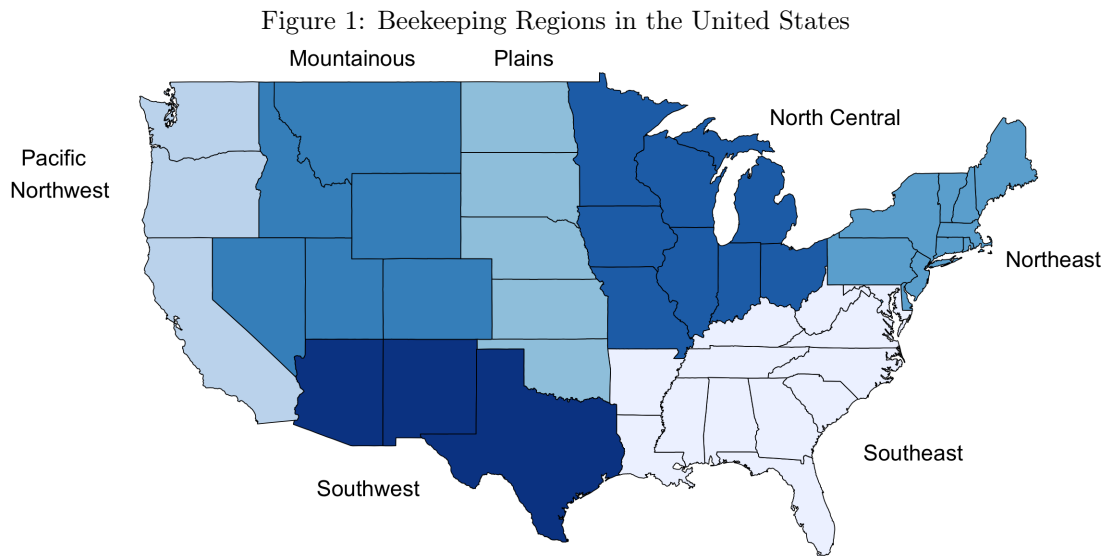 Figure 1: Beekeeping Regions in the United States
Mountainous
Plains
North Central
Pacific
Northwest
Northeast
Southeast
Southwest